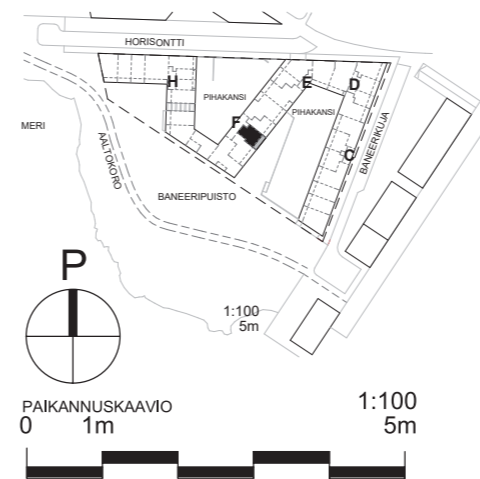 HORISONTTI
H
E
D
PIHAKANSI
PIHAKANSI
F
MERI
AALTOKORO
C
BANEERIKUJA
BANEERIPUISTO
P
1:100
5m
PAIKANNUSKAAVIO
1:100
0 1m 5m